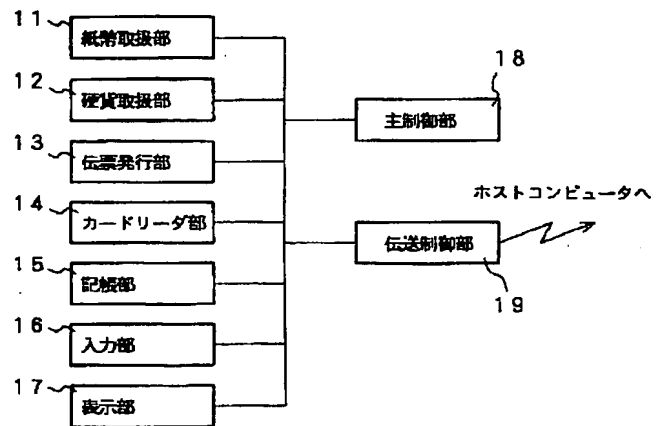 11 紙幣取扱部
12 硬貨取扱部
13 伝票発行部
14 カードリーダ部
15 記帳部
16 入力部
17 表示部
18
主制御部
ホストコンピュータへ
伝送制御部
19